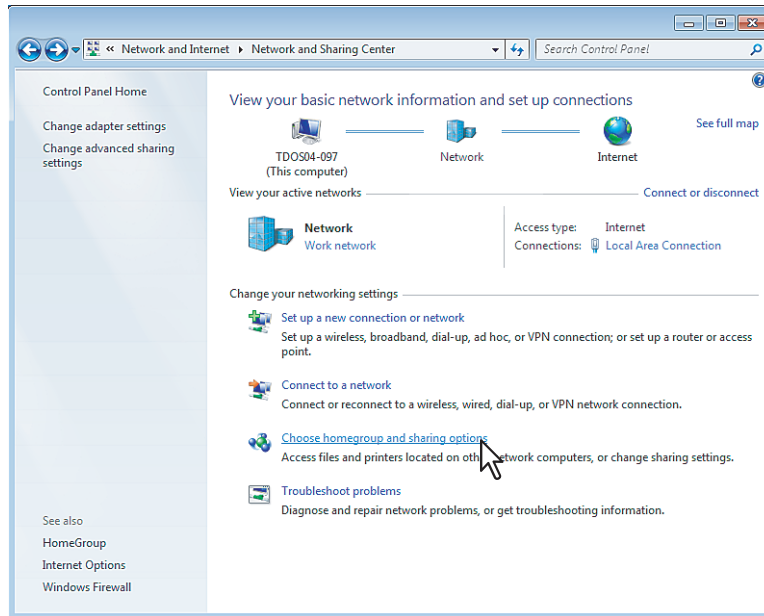 « Network and Internet ▸ Network and Sharing Center
Search Control Panel
Control Panel Home
Change adapter settings
Change advanced sharing
settings
See also
HomeGroup
Internet Options
Windows Firewall
View your basic network information and set up connections
See full map
TDOS04-097
(This computer)
Network
Internet
View your active networks
Connect or disconnect
Network
Work network
Access type: Internet
Connections: Local Area Connection
Change your networking settings
Set up a new connection or network
Set up a wireless, broadband, dial-up, ad hoc, or VPN connection; or set up a router or access
point.
Connect to a network
Connect or reconnect to a wireless, wired, dial-up, or VPN network connection.
Choose homegroup and sharing options
Access files and printers located on other network computers, or change sharing settings.
Troubleshoot problems
Diagnose and repair network problems, or get troubleshooting information.